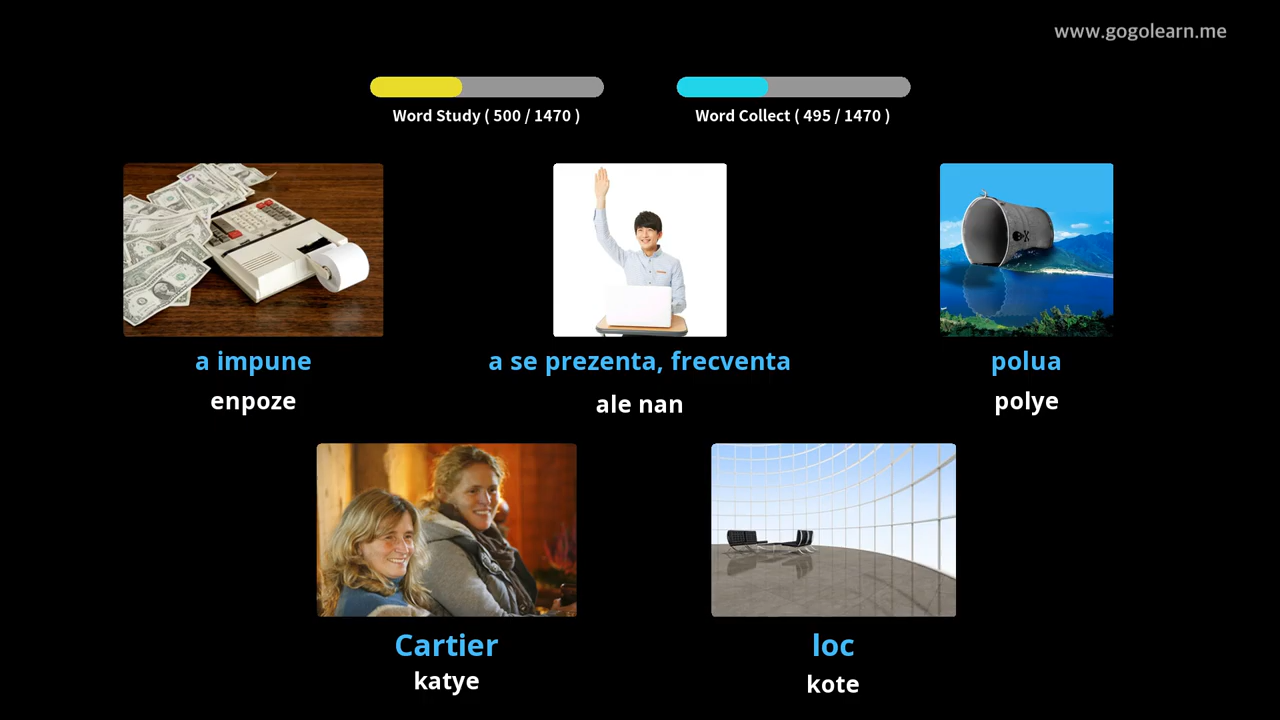 www.gogolearn.me
Word Study ( 500 / 1470 )
Word Collect ( 495 / 1470 )
a impune
enpoze
a se prezenta, frecventa
ale nan
polua
polye
Cartier
katye
loc
kote